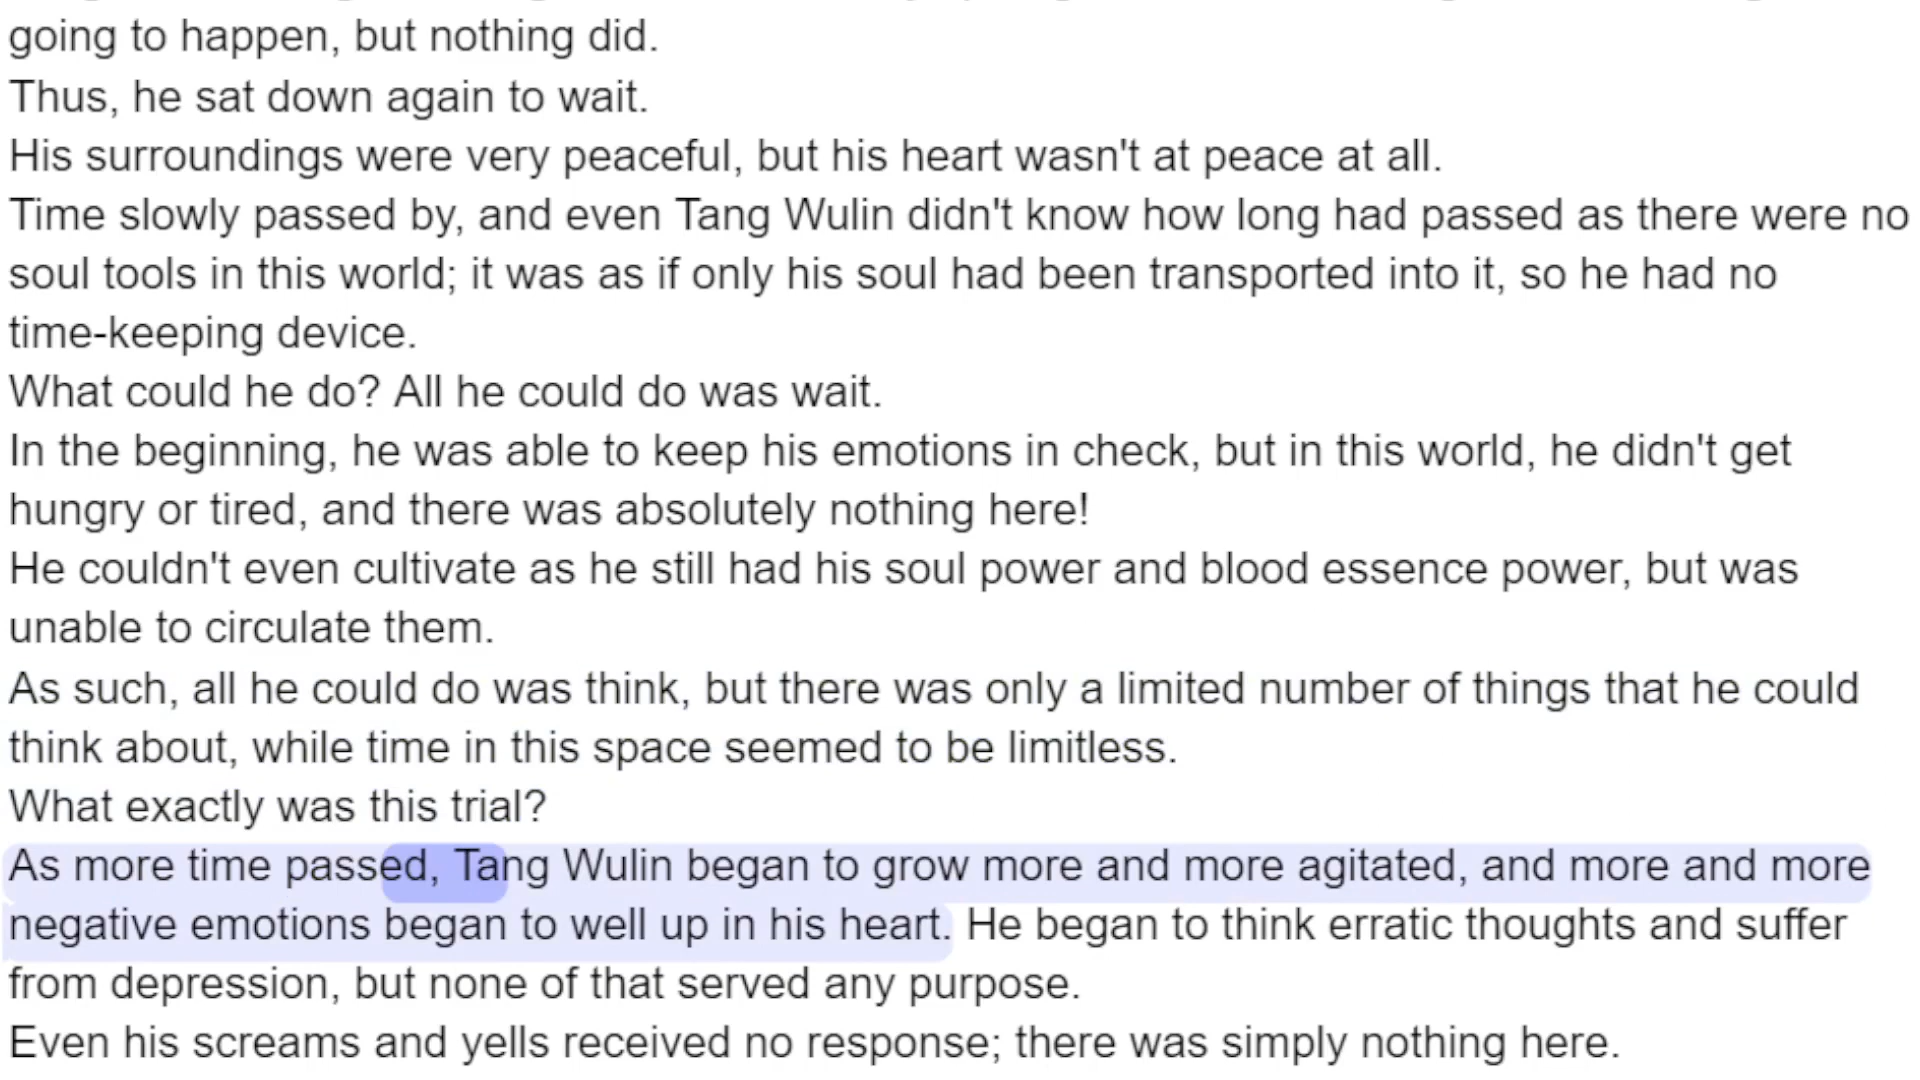 going to happen, but nothing did.
Thus, he sat down again to wait.
His surroundings were very peaceful, but his heart wasn't at peace at all.
Time slowly passed by, and even Tang Wulin didn't know how long had passed as there were no
soul tools in this world; it was as if only his soul had been transported into it, so he had no
time-keeping device.
What could he do? All he could do was wait.
In the beginning, he was able to keep his emotions in check, but in this world, he didn't get
hungry or tired, and there was absolutely nothing here!
He couldn't even cultivate as he still had his soul power and blood essence power, but was
unable to circulate them.
As such, all he could do was think, but there was only a limited number of things that he could
think about, while time in this space seemed to be limitless.
What exactly was this trial?
As more time passed, Tang Wulin began to grow more and more agitated, and more and more
negative emotions began to well up in his heart. He began to think erratic thoughts and suffer
from depression, but none of that served any purpose.
Even his screams and yells received no response; there was simply nothing here.